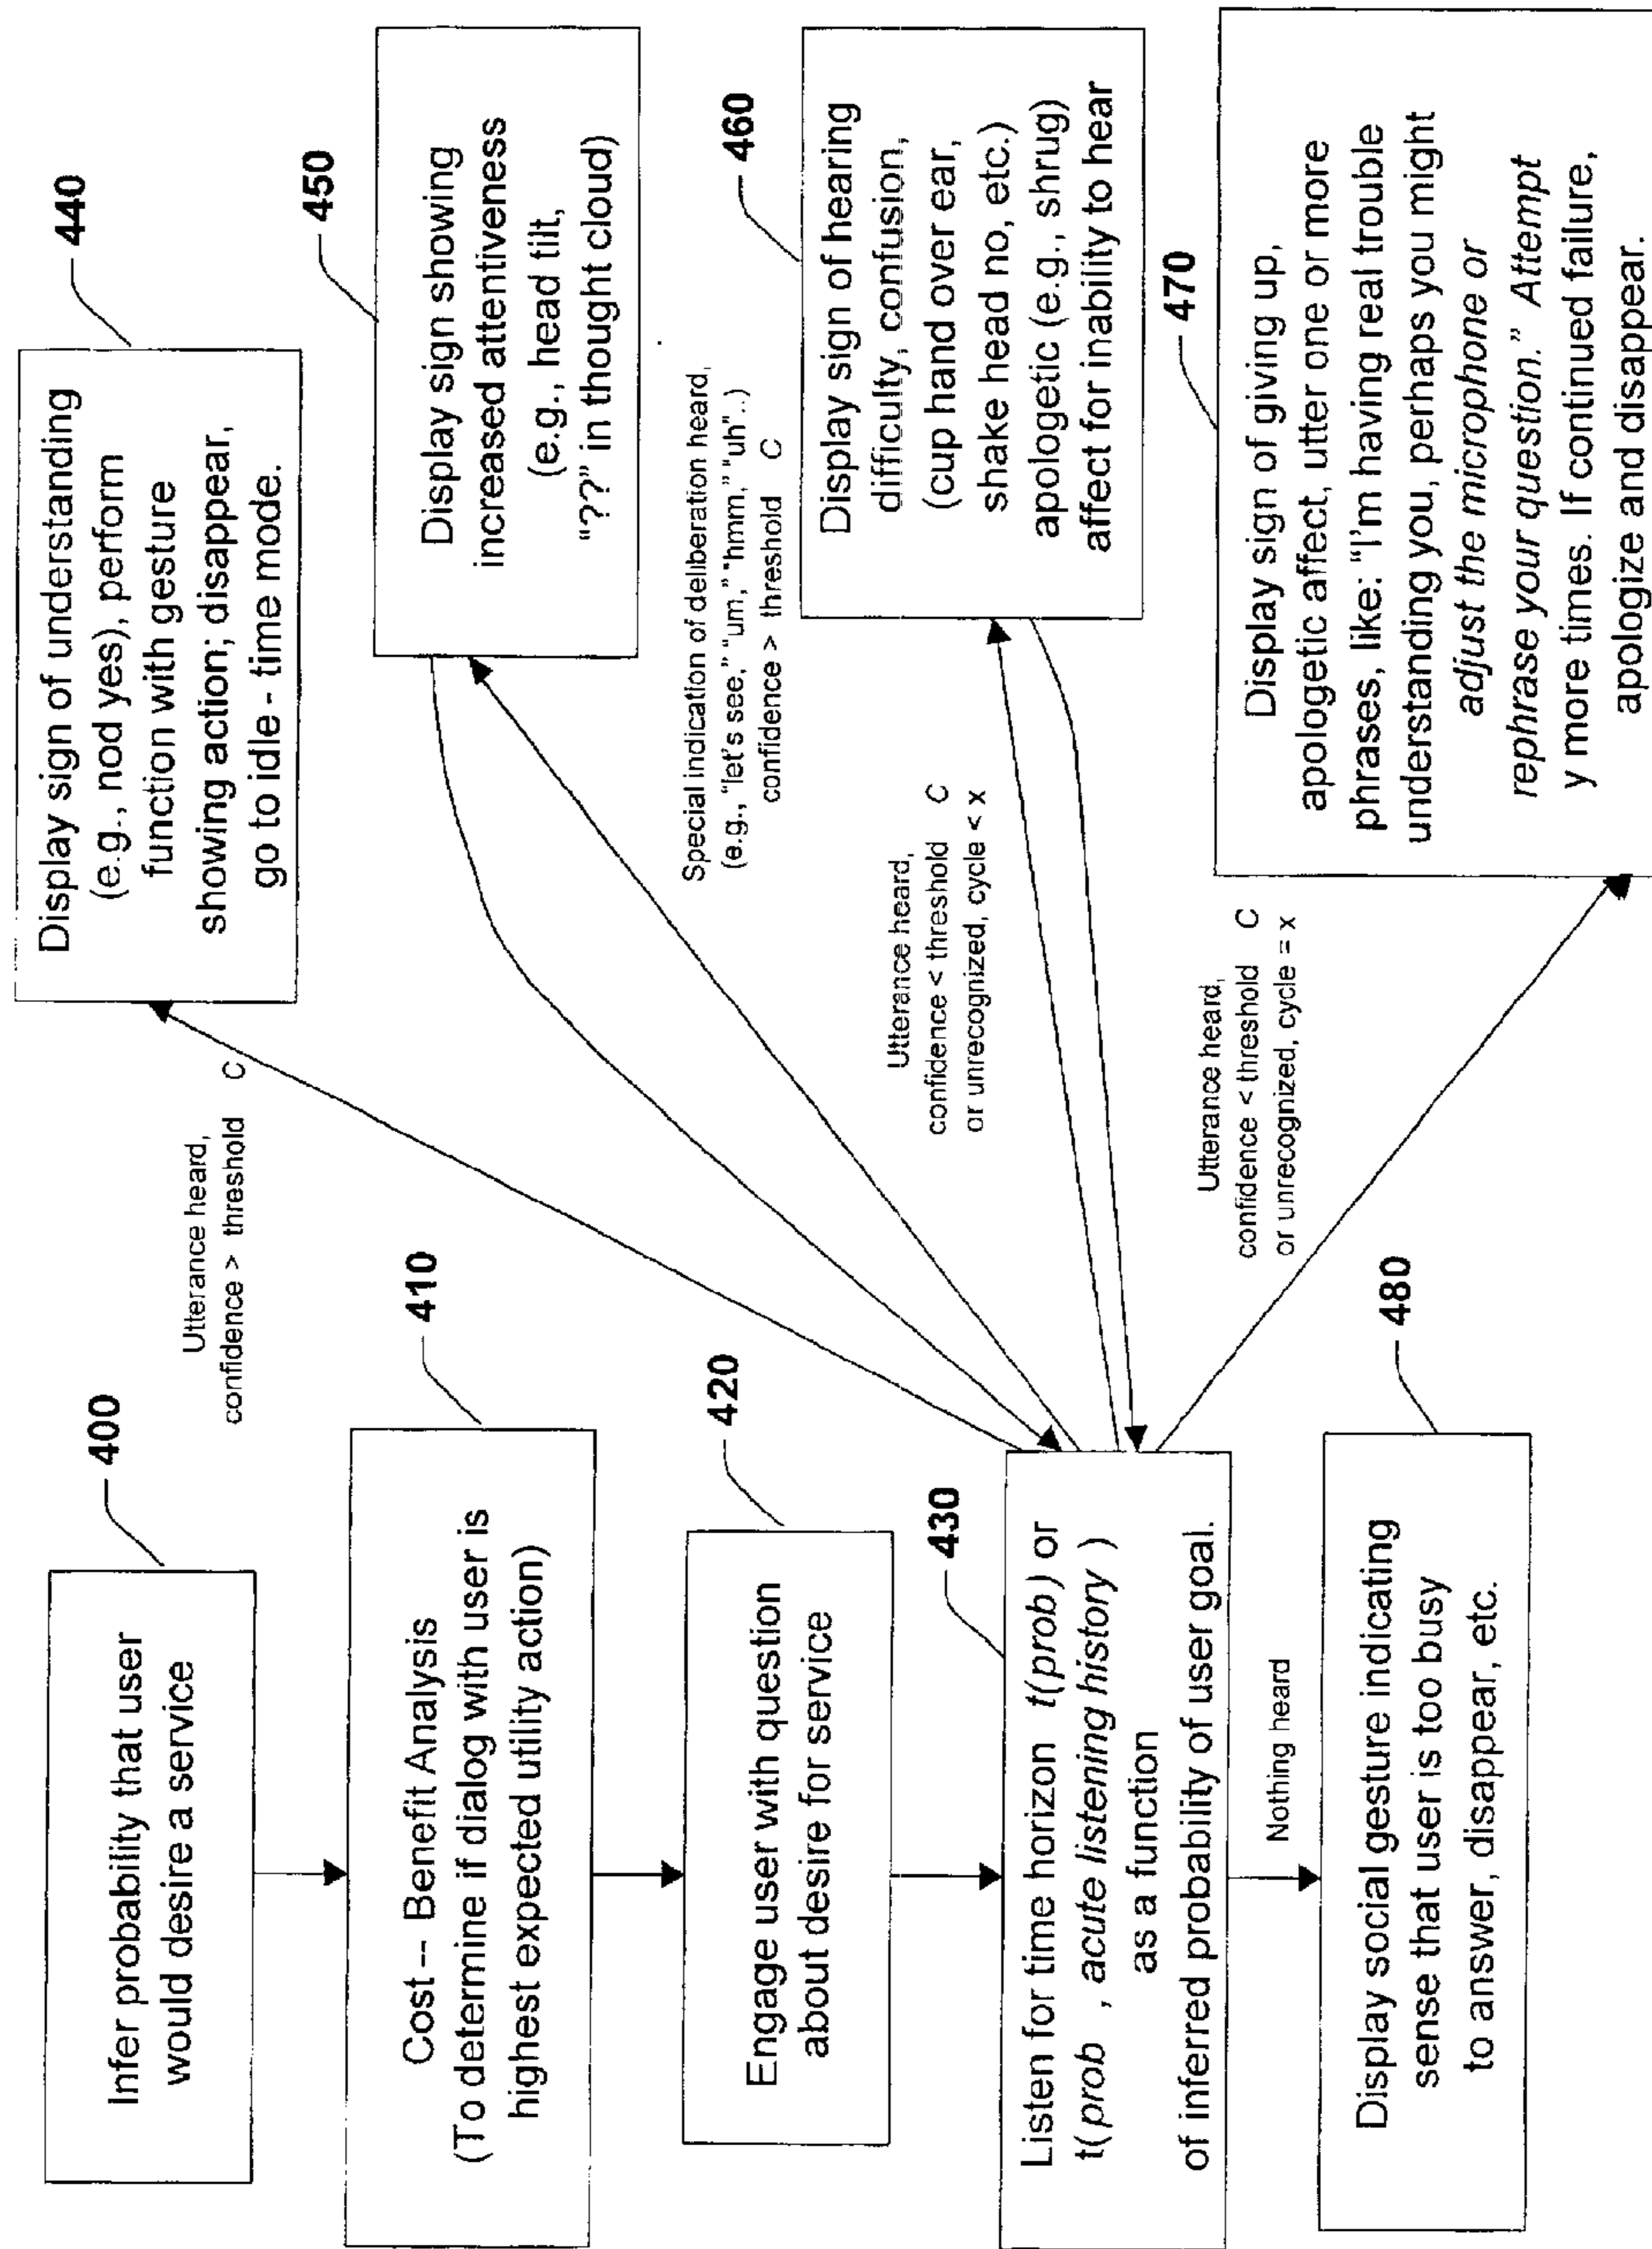 400
Infer probability that user
would desire a service
410
Cost -- Benefit Analysis
(To determine if dialog with user is
highest expected utility action)
420
Engage user with question
about desire for service
430
Listen for time horizon t(prob) or
t(prob , acute listening history )
as a function
of inferred probability of user goal.
Nothing heard
480
Display social gesture indicating
sense that user is too busy
to answer, disappear, etc.
Utterance heard,
confidence > threshold C
440
Display sign of understanding
(e.g., nod yes), perform
function with gesture
showing action; disappear,
go to idle - time mode.
450
Display sign showing
increased attentiveness
(e.g., head tilt,
"??" in thought cloud)
Special indication of deliberation heard,
(e.g., "let's see," "um," "hmm," "uh"..)
confidence > threshold C
Utterance heard,
confidence < threshold C
or unrecognized, cycle < x
460
Display sign of hearing
difficulty, confusion,
(cup hand over ear,
shake head no, etc.)
apologetic (e.g., shrug)
affect for inability to hear
Utterance heard,
confidence < threshold C
or unrecognized, cycle = x
470
Display sign of giving up,
apologetic affect, utter one or more
phrases, like: "I'm having real trouble
understanding you, perhaps you might
adjust the microphone or
rephrase your question." Attempt
y more times. If continued failure,
apologize and disappear.